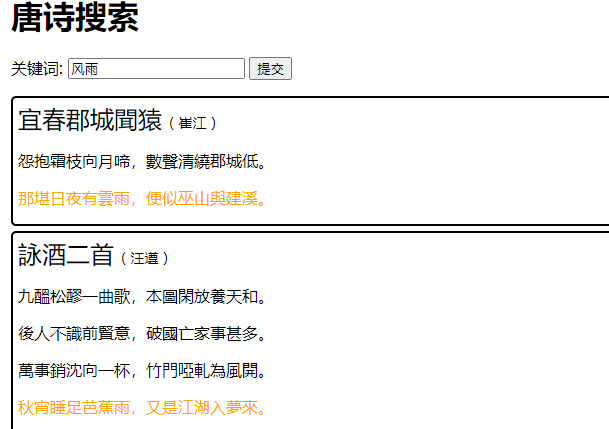 唐诗搜索
关键词: 风雨 提交
宜春郡城聞猿（崔江）
怨抱霜枝向月啼，數聲清繞郡城低。
那堪日夜有雲雨，便似巫山與建溪。
詠酒二首（汪遵）
九醞松醪一曲歌，本圖閑放養天和。
後人不識前賢意，破國亡家事甚多。
萬事銷沈向一杯，竹門啞軋為風開。
秋宵睡足芭蕉雨，又是江湖入夢來。